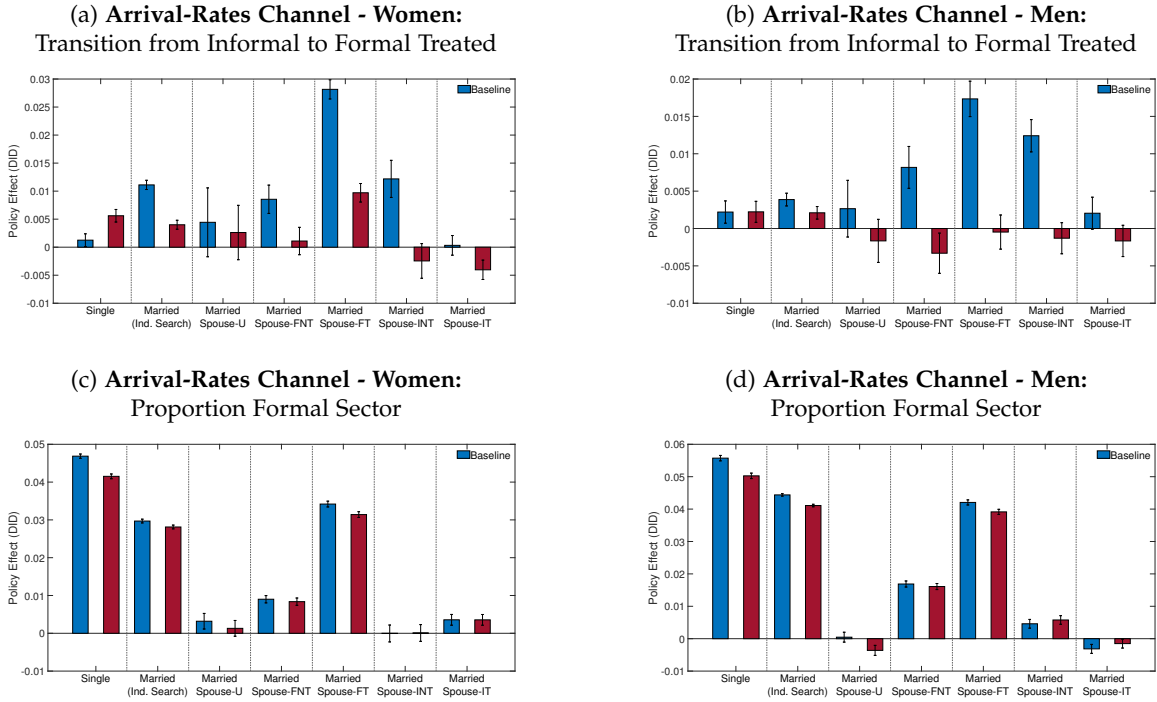 (a) Arrival-Rates Channel - Women:
Transition from Informal to Formal Treated
0.03
0.025
0.02
0.015
0.01
0.005
0
-0.005
-0.01
Policy Effect (DID)
Baseline
Single
Married
(Ind. Search)
Married
Spouse-U
Married
Spouse-FNT
Married
Spouse-FT
Married
Spouse-INT
Married
Spouse-IT
(b) Arrival-Rates Channel - Men:
Transition from Informal to Formal Treated
0.02
0.015
0.01
0.005
0
-0.005
-0.01
Policy Effect (DID)
Baseline
Single
Married
(Ind. Search)
Married
Spouse-U
Married
Spouse-FNT
Married
Spouse-FT
Married
Spouse-INT
Married
Spouse-IT
(c) Arrival-Rates Channel - Women:
Proportion Formal Sector
0.05
0.04
0.03
0.02
0.01
0
-0.01
Policy Effect (DID)
Baseline
Single
Married
(Ind. Search)
Married
Spouse-U
Married
Spouse-FNT
Married
Spouse-FT
Married
Spouse-INT
Married
Spouse-IT
(d) Arrival-Rates Channel - Men:
Proportion Formal Sector
0.06
0.05
0.04
0.03
0.02
0.01
0
-0.01
Policy Effect (DID)
Baseline
Single
Married
(Ind. Search)
Married
Spouse-U
Married
Spouse-FNT
Married
Spouse-FT
Married
Spouse-INT
Married
Spouse-IT